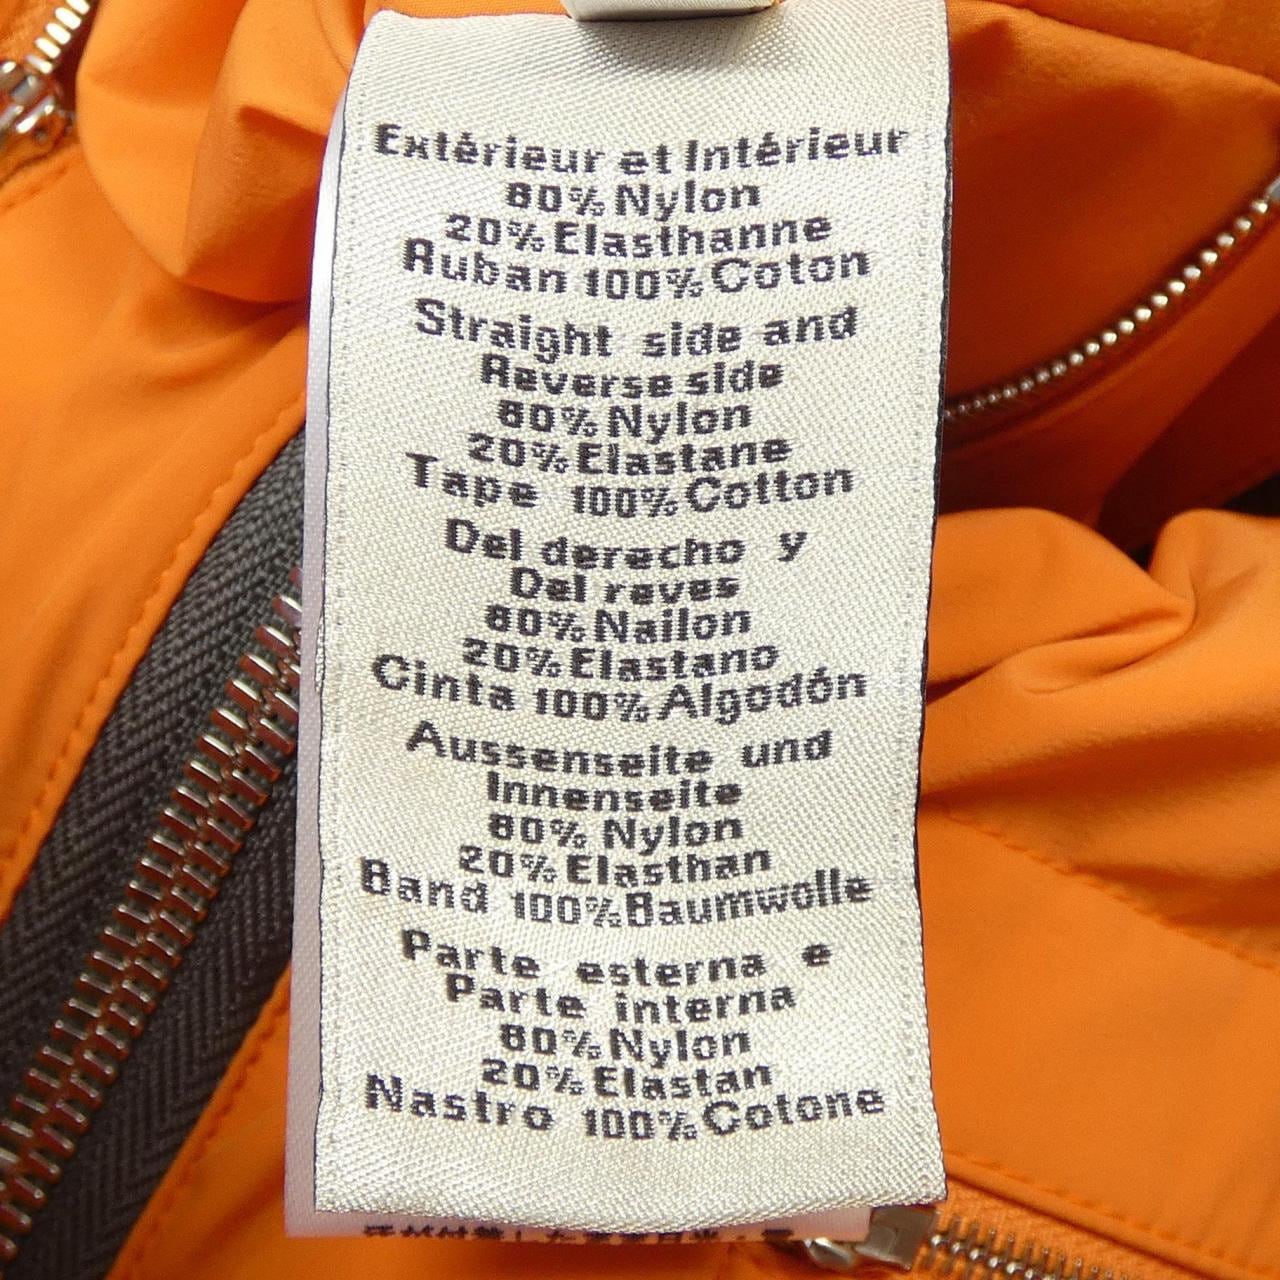 Extérieur et Intérieur
80% Nylon
20% Elasthanne
Ruban 100% Coton
Straight side and
Reverse side
80% Nylon
20% Elastane
Tape 100% Cotton
Del derecho y
Del reves
80% Nailon
20% Elastano
Cinta 100% Algodón
Aussenseite und
Innenseite
80% Nylon
20% Elasthan
Band 100% Baumwolle
Parte esterna e
Parte interna
80% Nylon
20% Elastan
Nastro 100% Cotone